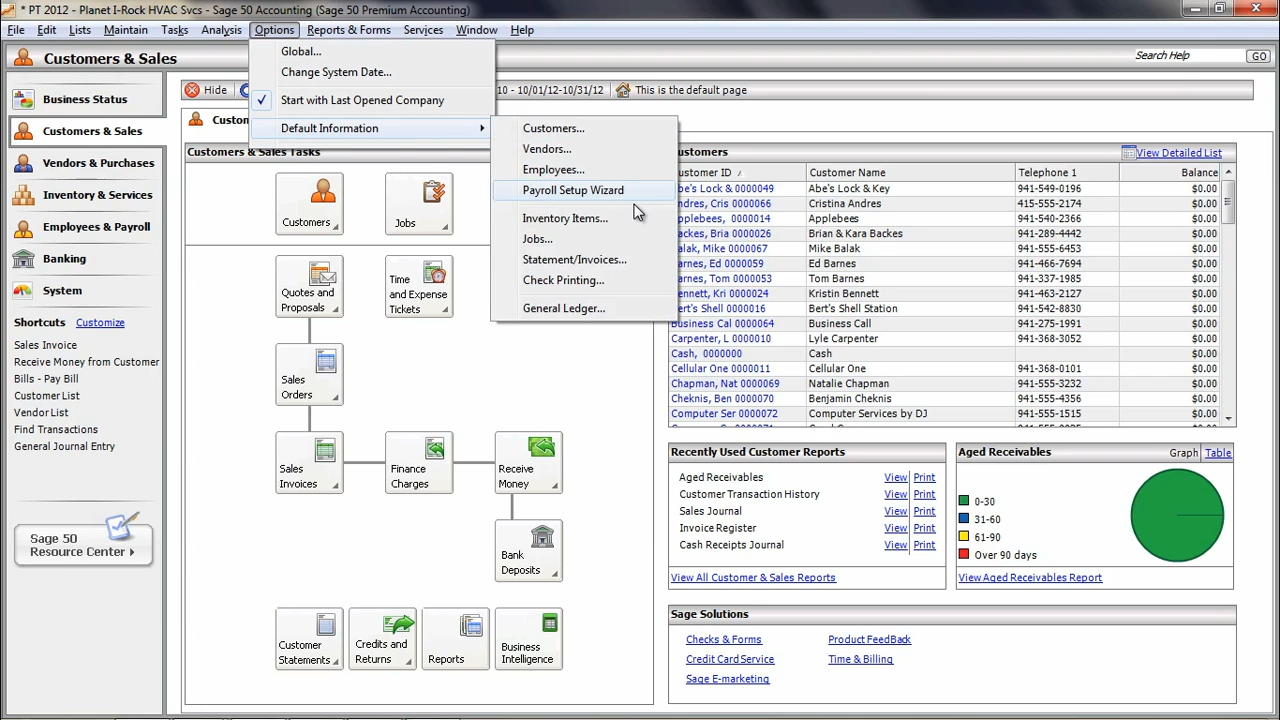 * PT 2012 - Planet I-Rock HVAC Svcs - Sage 50 Accounting (Sage 50 Premium Accounting)
File Edit Lists Maintain Tasks Analysis Options Reports & Forms Services Window Help
Customers & Sales
Search Help
GO
Business Status
Customers & Sales
Vendors & Purchases
Inventory & Services
Employees & Payroll
Banking
System
Shortcuts Customize
Sales Invoice
Receive Money from Customer
Bills - Pay Bill
Customer List
Vendor List
Find Transactions
General Journal Entry
Sage 50
Resource Center
Global...
Change System Date...
Start with Last Opened Company
Default Information
Customers...
Vendors...
Employees...
Payroll Setup Wizard
Inventory Items...
Jobs...
Statement/Invoices...
Check Printing...
General Ledger...
Hide
10 - 10/01/12-10/31/12
This is the default page
Customers & Sales Tasks
Customers
Jobs
Quotes and
Proposals
Time
and Expense
Tickets
Sales
Orders
Sales
Invoices
Finance
Charges
Receive
Money
Bank
Deposits
Customer
Statements
Credits and
Returns
Reports
Business
Intelligence
View Detailed List
Customer Name Telephone 1 Balance
0000049 Abe's Lock & Key 941-549-0196 $0.00
Cris 0000066 Cristina Andres 415-555-2174 $0.00
0000014 Applebees 941-540-2366 $0.00
Bria 0000026 Brian & Kara Backes 941-289-4442 $0.00
Mike 0000067 Mike Balak 941-555-6453 $0.00
Ed 0000059 Ed Barnes 941-466-7694 $0.00
Tom 0000053 Tom Barnes 941-337-1985 $0.00
Kri 0000024 Kristin Bennett 941-463-2127 $0.00
Shell 0000016 Bert's Shell Station 941-542-8830 $0.00
Business Cal 0000064 Business Call 941-275-1991 $0.00
Carpenter, L 0000010 Lyle Carpenter 941-368-3052 $0.00
Cash, 0000000 Cash $0.00
Cellular One 0000011 Cellular One 941-368-0101 $0.00
Chapman, Nat 0000069 Natalie Chapman 941-555-3232 $0.00
Cheknis, Ben 0000070 Benjamin Cheknis 941-555-4356 $0.00
Computer Ser 0000072 Computer Services by DJ 941-555-1515 $0.00
Recently Used Customer Reports
Aged Receivables View Print
Customer Transaction History View Print
Sales Journal View Print
Invoice Register View Print
Cash Receipts Journal View Print
View All Customer & Sales Reports
Aged Receivables Graph Table
0-30
31-60
61-90
Over 90 days
View Aged Receivables Report
Sage Solutions
Checks & Forms Product FeedBack
Credit Card Service Time & Billing
Sage E-marketing